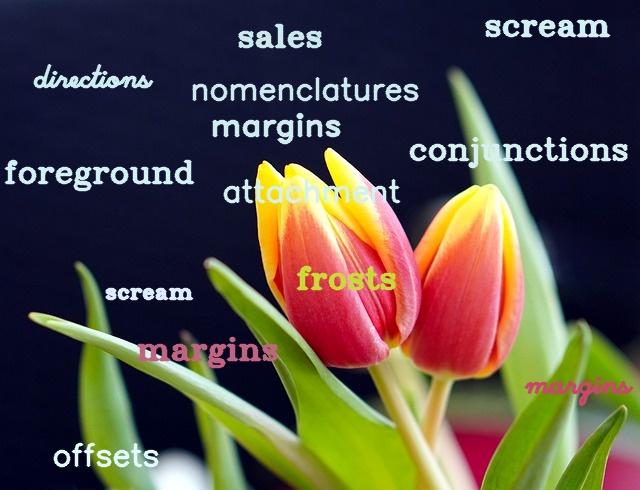 scream
sales
directions
nomenclatures
margins
conjunctions
foreground
attachment
frosts
scream
margins
margins
offsets